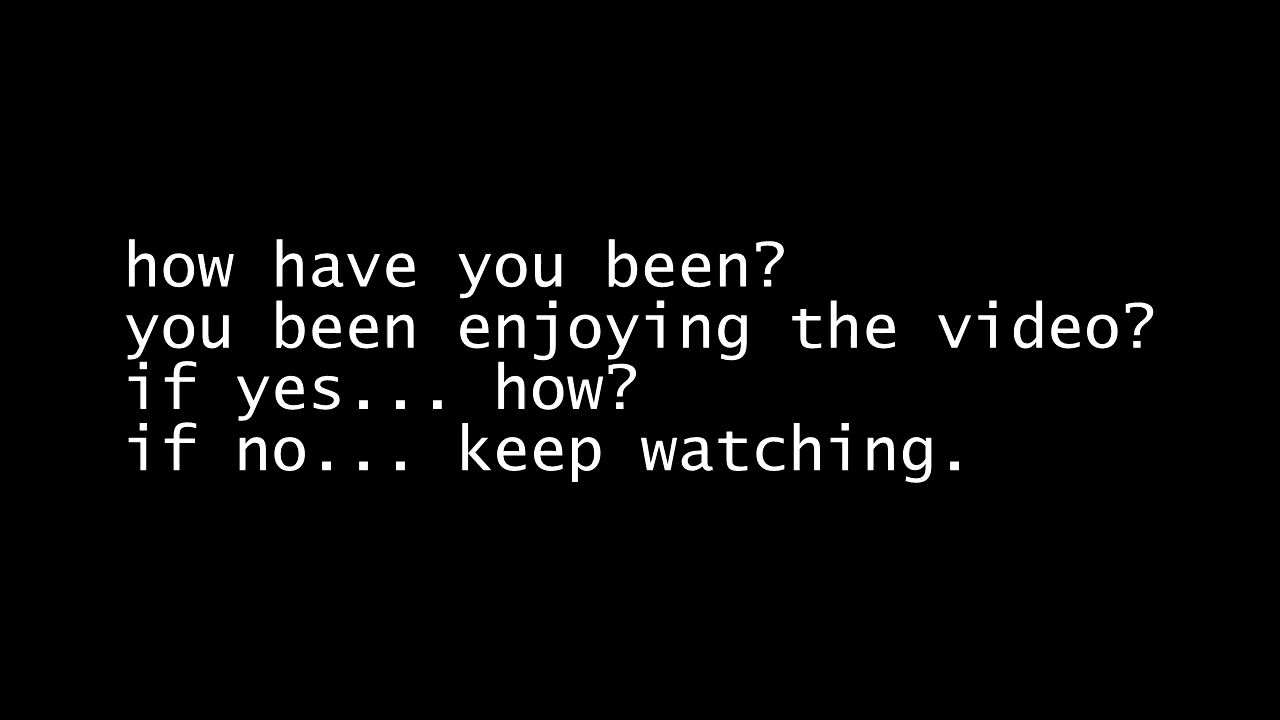 how have you been?
you been enjoying the video?
if yes... how?
if no... keep watching.